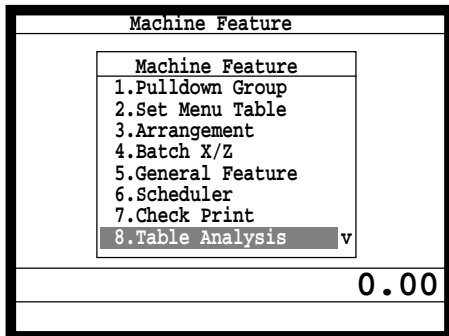 Machine Feature
Machine Feature
1.Pulldown Group
2.Set Menu Table
3.Arrangement
4.Batch X/Z
5.General Feature
6.Scheduler
7.Check Print
8.Table Analysis v
0.00